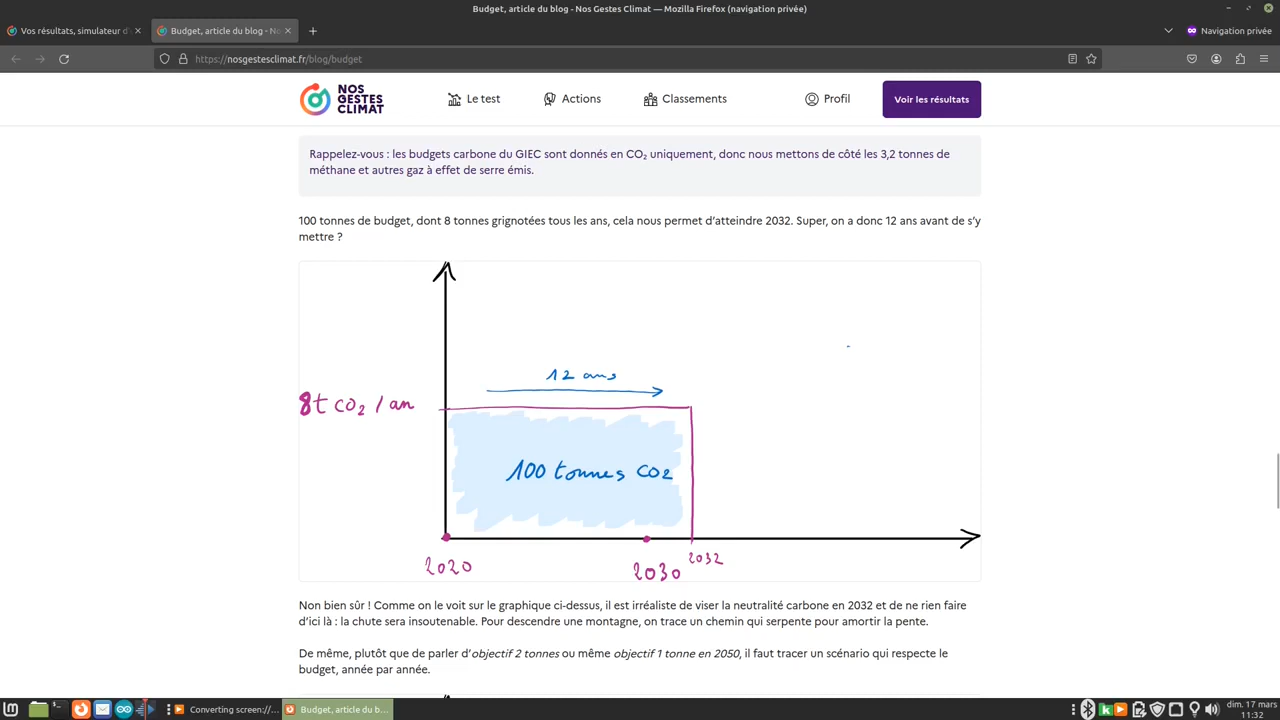 Budget, article du blog - Nos Gestes Climat — Mozilla Firefox (navigation privée)
Vos résultats, simulateur d
Budget, article du blog - No
Navigation privée
https://nosgestesclimat.fr/blog/budget
NOS
GESTES
CLIMAT
Le test
Actions
Classements
Profil
Voir les résultats
Rappelez-vous : les budgets carbone du GIEC sont donnés en CO₂ uniquement, donc nous mettons de côté les 3,2 tonnes de
méthane et autres gaz à effet de serre émis.
100 tonnes de budget, dont 8 tonnes grignotées tous les ans, cela nous permet d’atteindre 2032. Super, on a donc 12 ans avant de s’y
mettre ?
12 ans
8t CO2 / an
100 tonnes CO2
2020
2030
2032
Non bien sûr ! Comme on le voit sur le graphique ci-dessus, il est irréaliste de viser la neutralité carbone en 2032 et de ne rien faire
d’ici là : la chute sera insoutenable. Pour descendre une montagne, on trace un chemin qui serpente pour amortir la pente.
De même, plutôt que de parler d’objectif 2 tonnes ou même objectif 1 tonne en 2050, il faut tracer un scénario qui respecte le
budget, année par année.
Converting screen://...
Budget, article du b...
dim. 17 mars
11:32